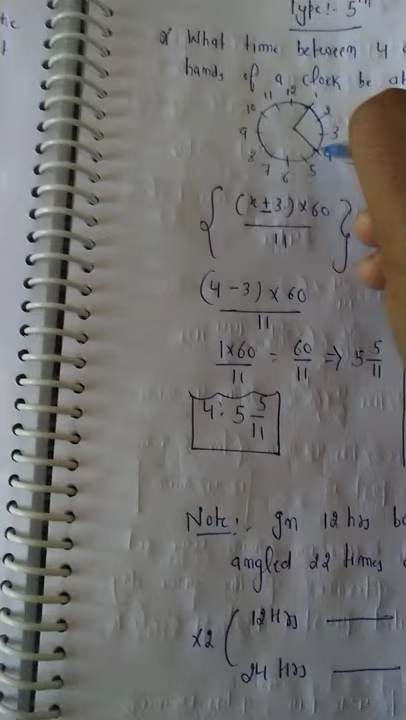 the
Type:- 5
What time between 4
hands of a clock be at
12
11 1
10 2
9 3
8 4
7 5
6
{ (x ± 3) × 60 / 11 }
(4 - 3) × 60 / 11
1 × 60 / 11 = 60 / 11 => 5 5/11
4 : 5 5/11
Note:- In 12 hrs
angled 22 times
×2 ( 12 Hrs ——
24 Hrs ——